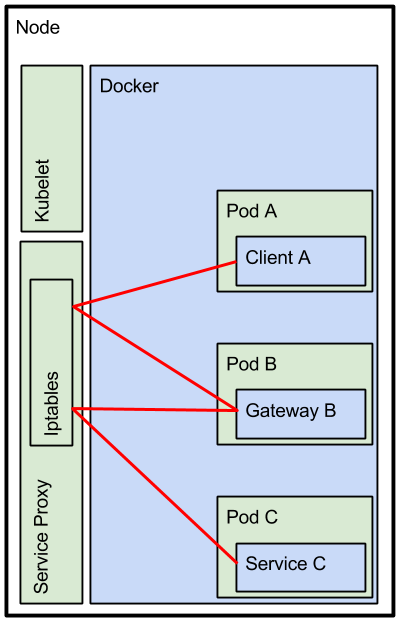 Node
Kubelet
Docker
Pod A
Client A
Iptables
Service Proxy
Pod B
Gateway B
Pod C
Service C